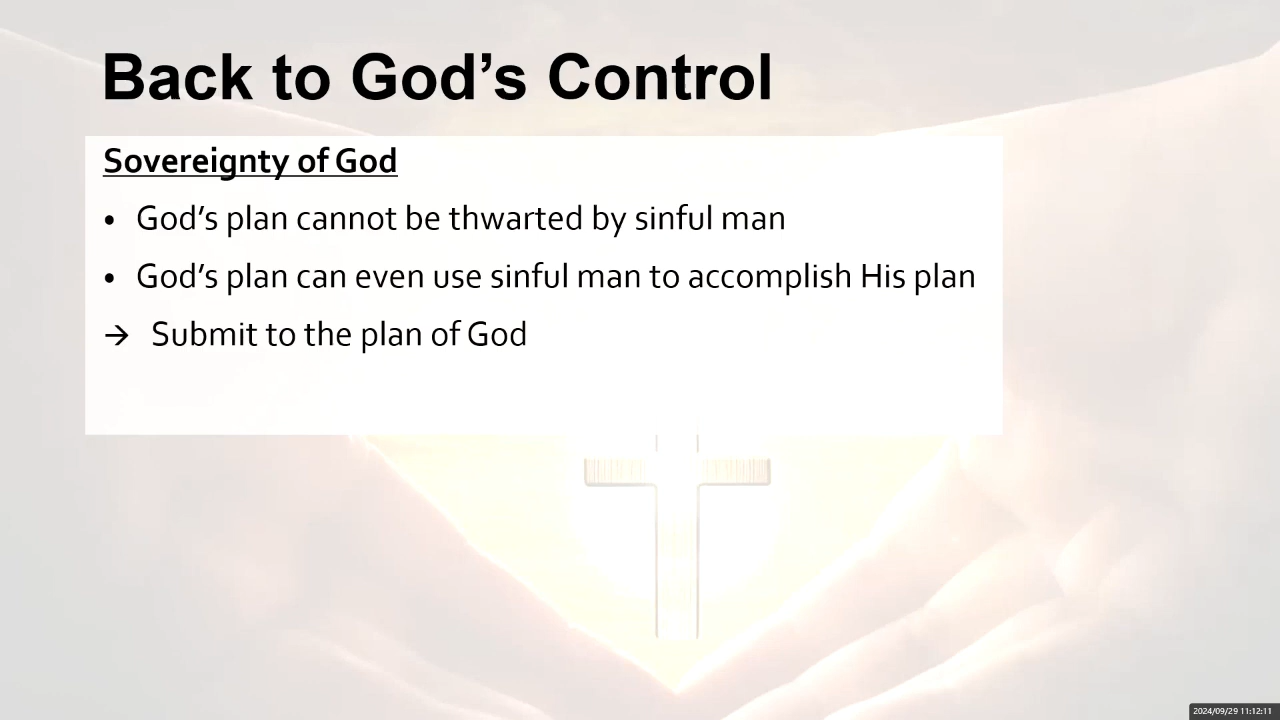 Back to God’s Control
Sovereignty of God
• God’s plan cannot be thwarted by sinful man
• God’s plan can even use sinful man to accomplish His plan
→ Submit to the plan of God
2024/09/29 11:12:11